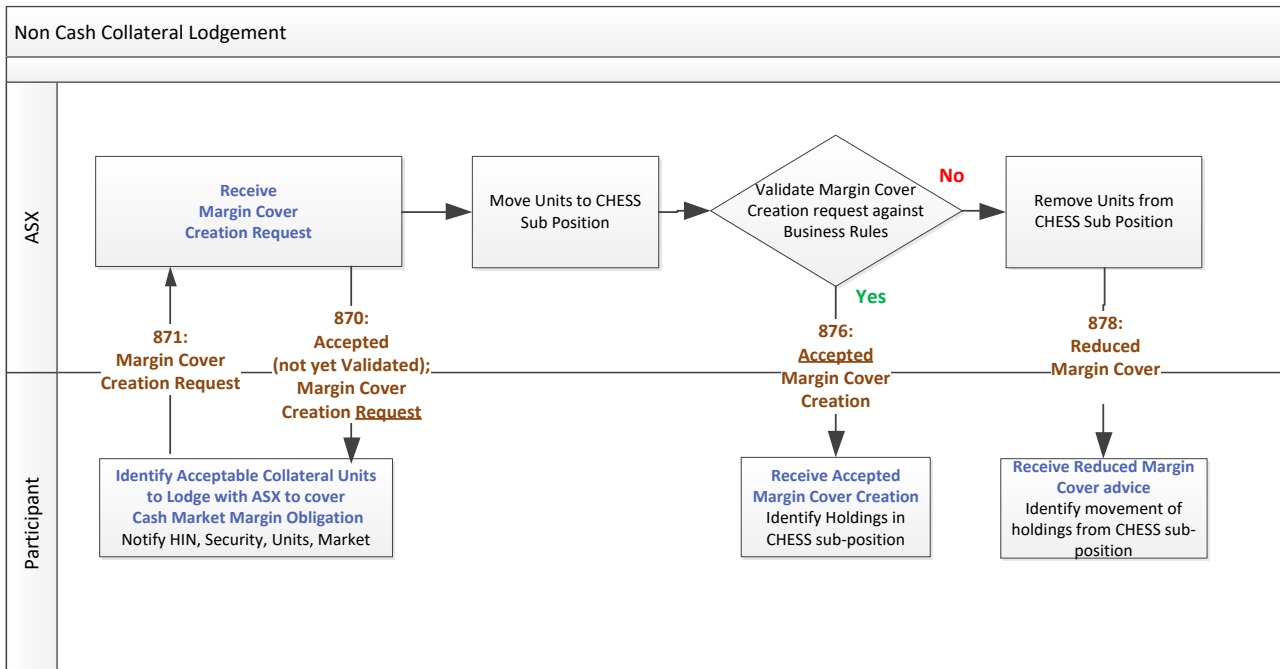 Non Cash Collateral Lodgement
ASX
Receive
Margin Cover
Creation Request
Move Units to CHESS
Sub Position
Validate Margin Cover
Creation request against
Business Rules
No
Yes
Remove Units from
CHESS Sub Position
871:
Margin Cover
Creation Request
870:
Accepted
(not yet Validated);
Margin Cover
Creation Request
876:
Accepted
Margin Cover
Creation
878:
Reduced
Margin Cover
Participant
Identify Acceptable Collateral Units
to Lodge with ASX to cover
Cash Market Margin Obligation
Notify HIN, Security, Units, Market
Receive Accepted
Margin Cover Creation
Identify Holdings in
CHESS sub-position
Receive Reduced Margin
Cover advice
Identify movement of
holdings from CHESS sub-
position